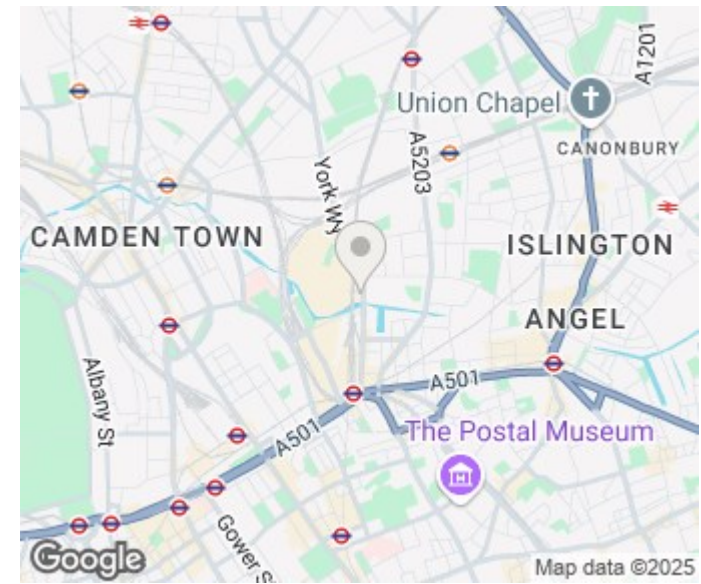 A1201
Union Chapel
CANONBURY
A5203
York Wy
CAMDEN TOWN
ISLINGTON
ANGEL
Albany St
A501
A501
The Postal Museum
Gower S
Google
Map data ©2025